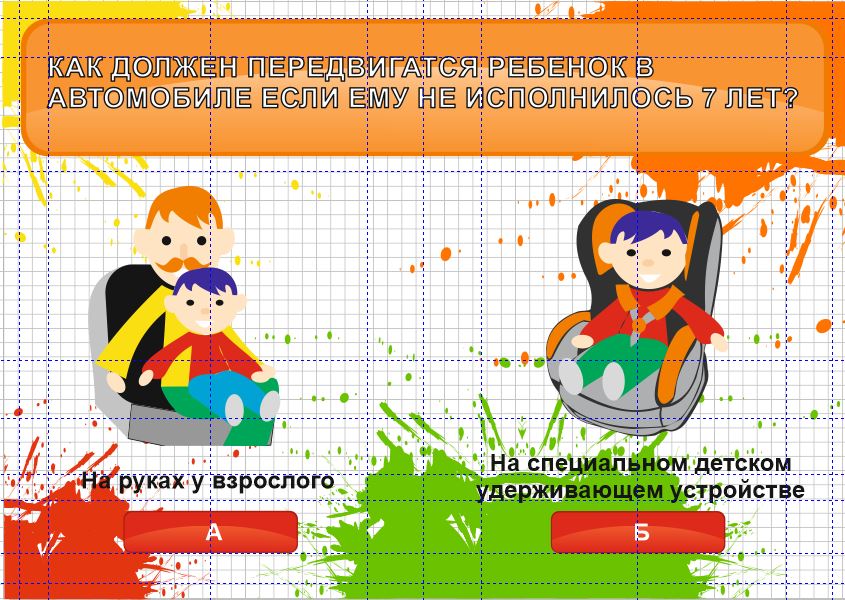 КАК ДОЛЖЕН ПЕРЕДВИГАТСЯ РЕБЕНОК В
АВТОМОБИЛЕ ЕСЛИ ЕМУ НЕ ИСПОЛНИЛОСЬ 7 ЛЕТ?
На руках у взрослого
На специальном детском
удерживающем устройстве
А
Б